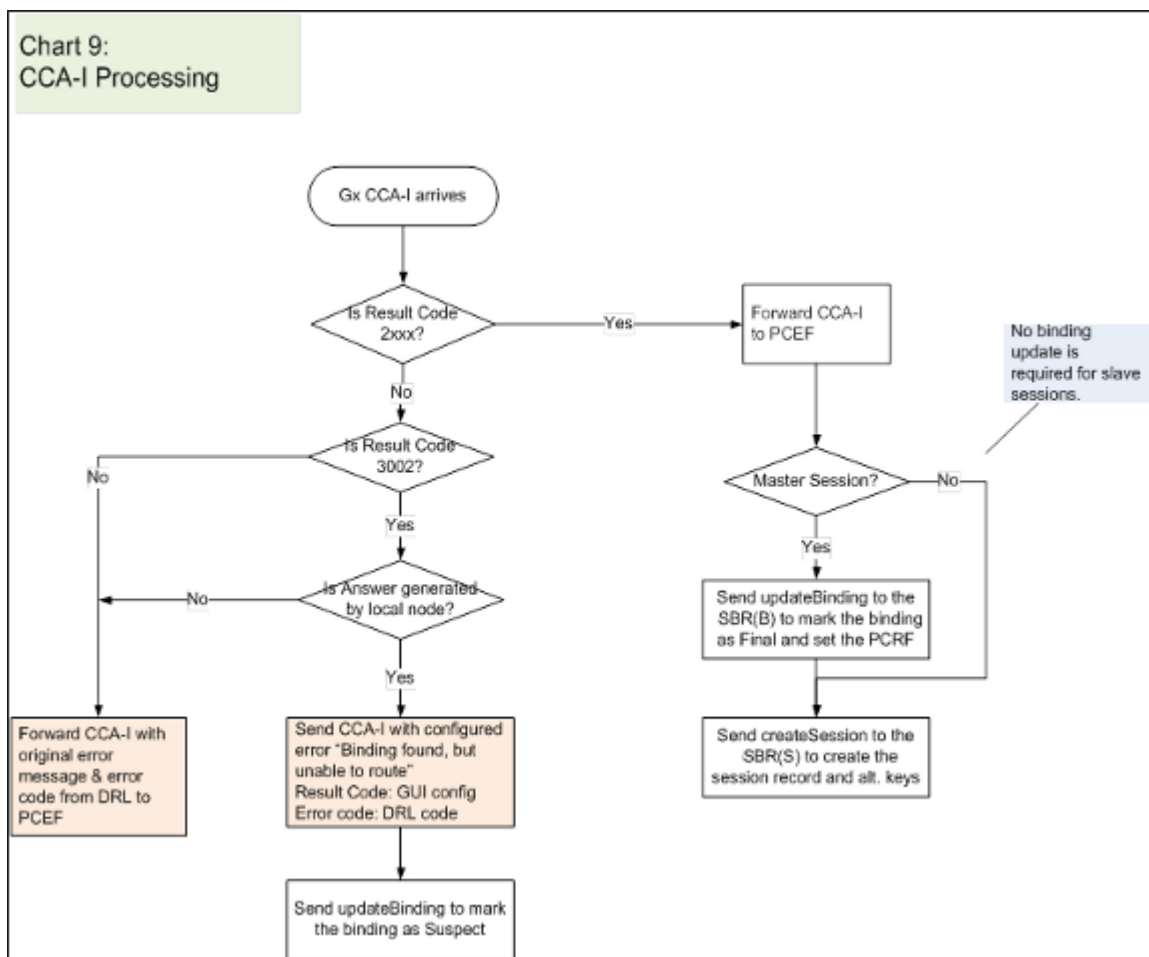 Chart 9:
CCA-I Processing
Gx CCA-I arrives
Is Result Code
2xxx?
Yes
Forward CCA-I
to PCEF
No binding
update is
required for slave
sessions.
No
Is Result Code
3002?
No
Master Session?
No
Yes
Yes
Is Answer generated
by local node?
No
Send updateBinding to the
SBR(B) to mark the binding
as Final and set the PCRF
Yes
Forward CCA-I with
original error
message & error
code from DRL to
PCEF
Send CCA-I with configured
error "Binding found, but
unable to route"
Result Code: GUI config
Error code: DRL code
Send createSession to the
SBR(S) to create the
session record and alt. keys
Send updateBinding to mark
the binding as Suspect